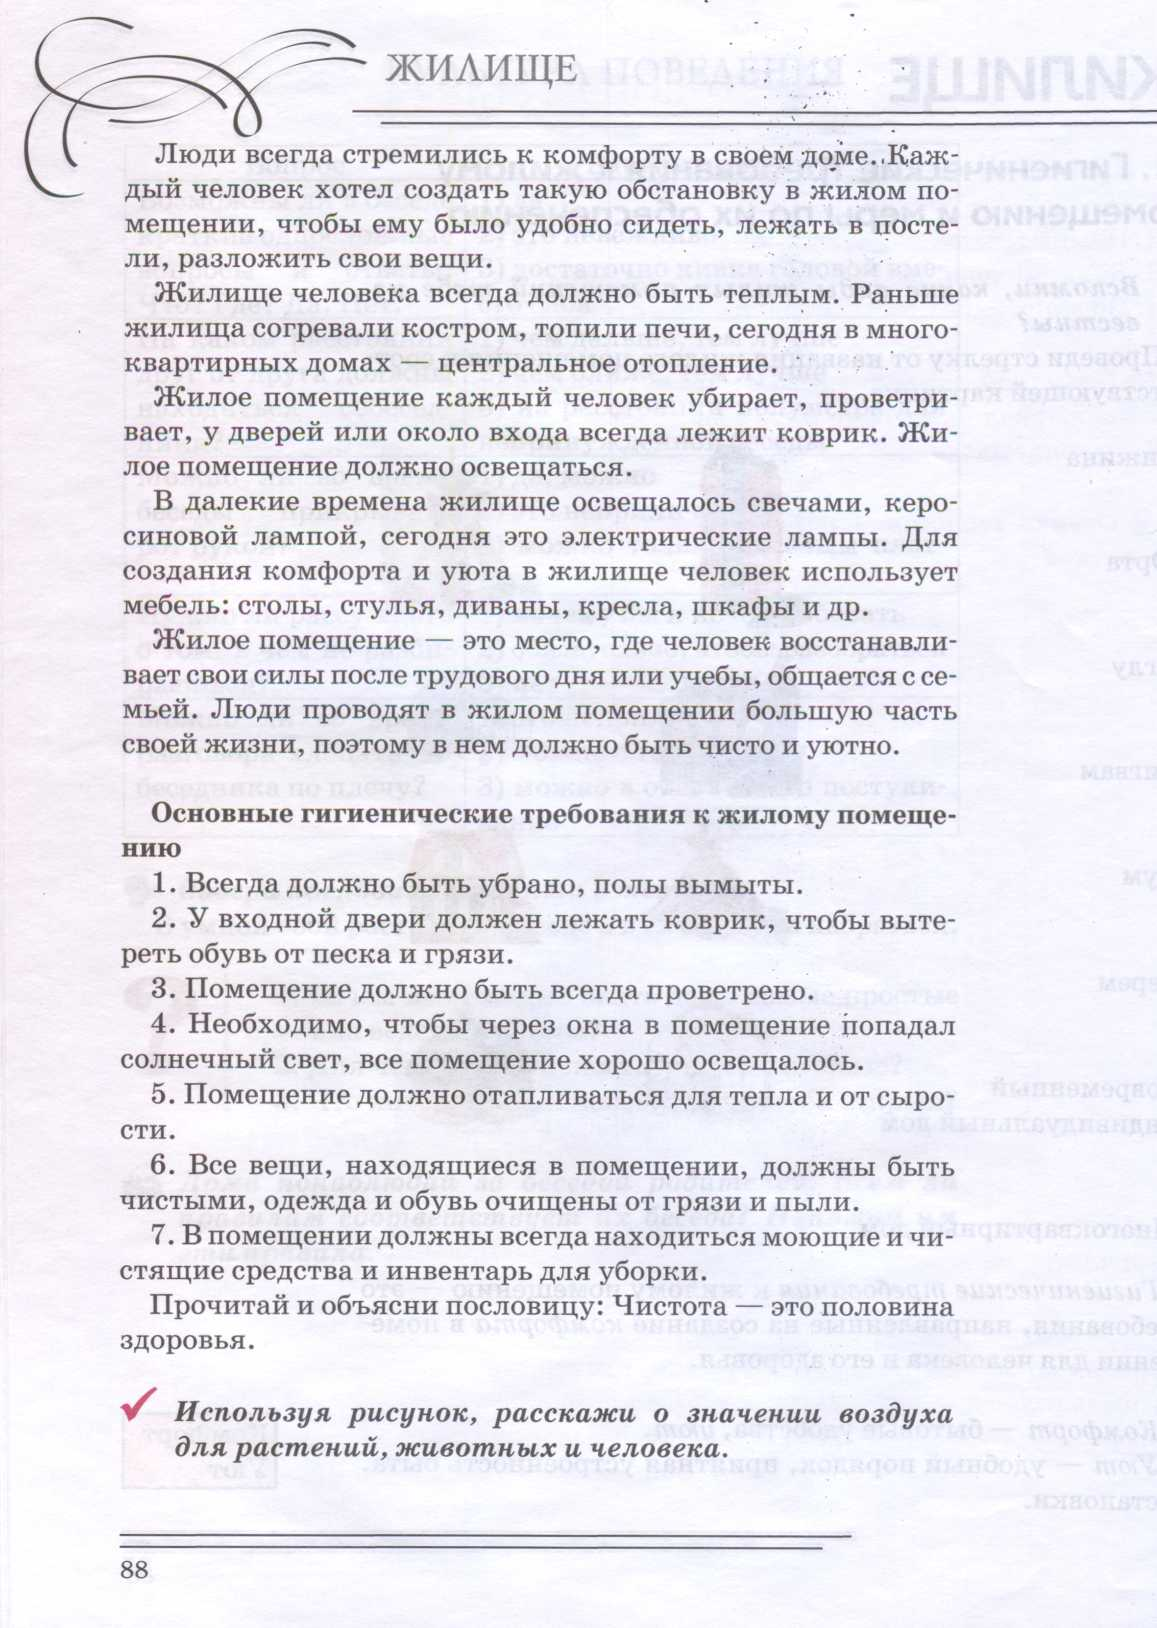 ЖИЛИЩЕ
Люди всегда стремились к комфорту в своем доме. Каж-
дый человек хотел создать такую обстановку в жилом по-
мещении, чтобы ему было удобно сидеть, лежать в посте-
ли, разложить свои вещи.
Жилище человека всегда должно быть теплым. Раньше
жилища согревали костром, топили печи, сегодня в много-
квартирных домах — центральное отопление.
Жилое помещение каждый человек убирает, проветри-
вает, у дверей или около входа всегда лежит коврик. Жи-
лое помещение должно освещаться.
В далекие времена жилище освещалось свечами, керо-
синовой лампой, сегодня это электрические лампы. Для
создания комфорта и уюта в жилище человек использует
мебель: столы, стулья, диваны, кресла, шкафы и др.
Жилое помещение — это место, где человек восстанавли-
вает свои силы после трудового дня или учебы, общается с се-
мьей. Люди проводят в жилом помещении большую часть
своей жизни, поэтому в нем должно быть чисто и уютно.
Основные гигиенические требования к жилому помеще-
нию
1. Всегда должно быть убрано, полы вымыты.
2. У входной двери должен лежать коврик, чтобы выте-
реть обувь от песка и грязи.
3. Помещение должно быть всегда проветрено.
4. Необходимо, чтобы через окна в помещение попадал
солнечный свет, все помещение хорошо освещалось.
5. Помещение должно отапливаться для тепла и от сыро-
сти.
6. Все вещи, находящиеся в помещении, должны быть
чистыми, одежда и обувь очищены от грязи и пыли.
7. В помещении должны всегда находиться моющие и чи-
стящие средства и инвентарь для уборки.
Прочитай и объясни пословицу: Чистота — это половина
здоровья.
Используя рисунок, расскажи о значении воздуха
для растений, животных и человека.
88